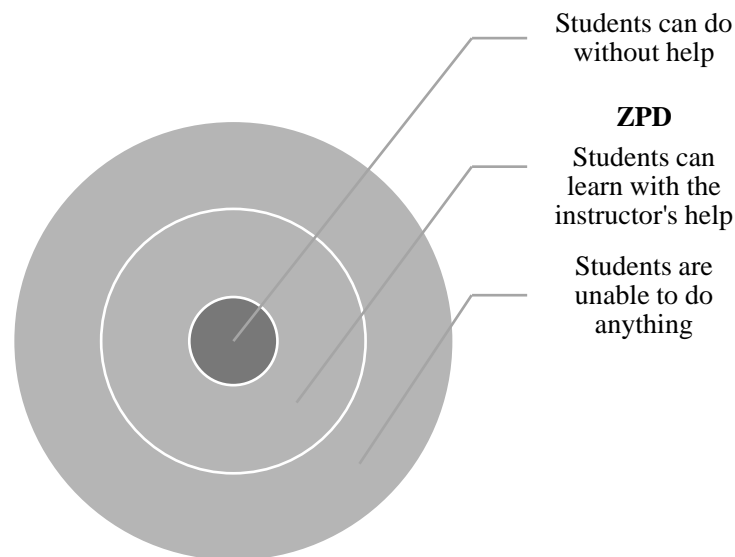 Students can do
without help
ZPD
Students can
learn with the
instructor's help
Students are
unable to do
anything